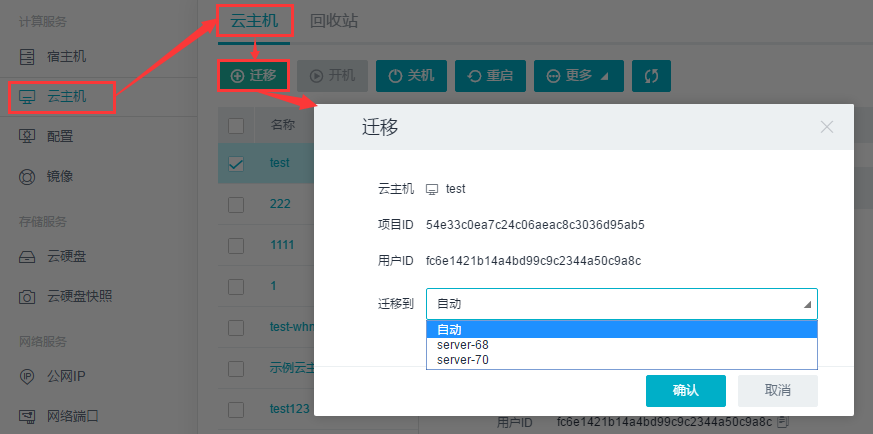 计算服务
宿主机
云主机
配置
镜像
存储服务
云硬盘
云硬盘快照
网络服务
公网IP
网络端口
云主机 回收站
迁移 开机 关机 重启 更多
名称
test
222
1111
1
test-whr
示例云主
test123
迁移
云主机 test
项目ID 54e33c0ea7c24c06aeac8c3036d95ab5
用户ID fc6e1421b14a4bd99c9c2344a50c9a8c
迁移到 自动
自动
server-68
server-70
确认 取消
用户ID fc6e1421b14a4bd99c9c2344a50c9a8c